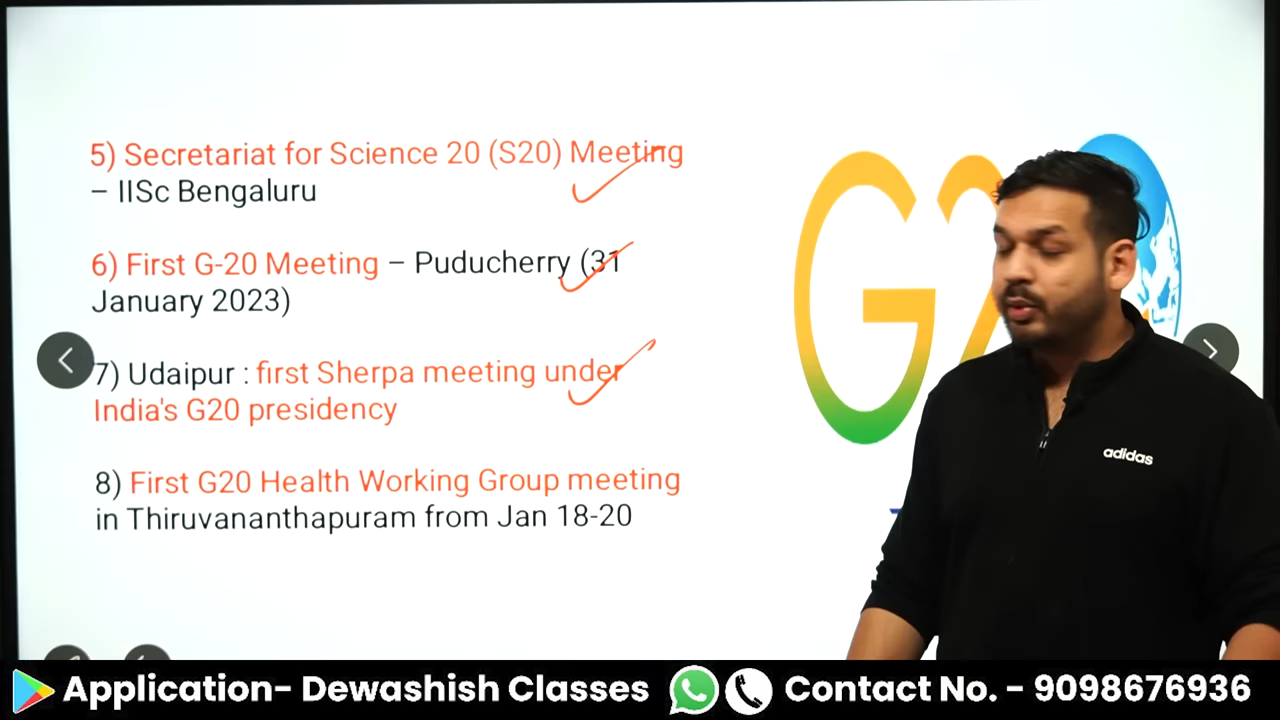 5) Secretariat for Science 20 (S20) Meeting
– IISc Bengaluru
6) First G-20 Meeting – Puducherry (31
January 2023)
7) Udaipur : first Sherpa meeting under
India's G20 presidency
8) First G20 Health Working Group meeting
in Thiruvananthapuram from Jan 18-20
G2
adidas
Application- Dewashish Classes
Contact No. - 9098676936